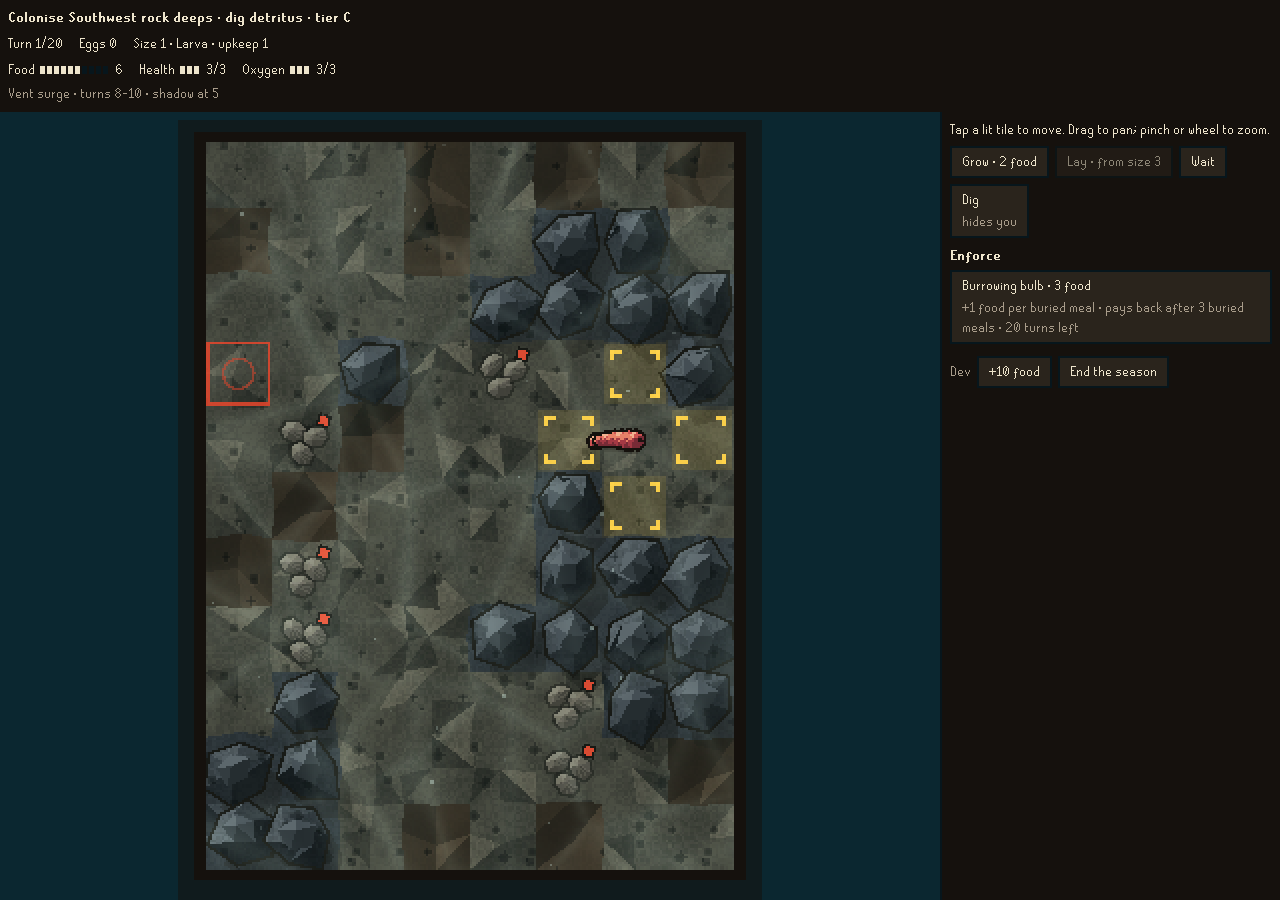 Colonise Southwest rock deeps · dig detritus · tier C
Turn 1/20 Eggs 0 Size 1 · Larva · upkeep 1
Food 6 Health 3/3 Oxygen 3/3
Vent surge · turns 8-10 · shadow at 5
Tap a lit tile to move. Drag to pan; pinch or wheel to zoom.
Grow · 2 food Lay · from size 3 Wait
Dig
hides you
Enforce
Burrowing bulb · 3 food
+1 food per buried meal · pays back after 3 buried
meals · 20 turns left
Dev +10 food End the season